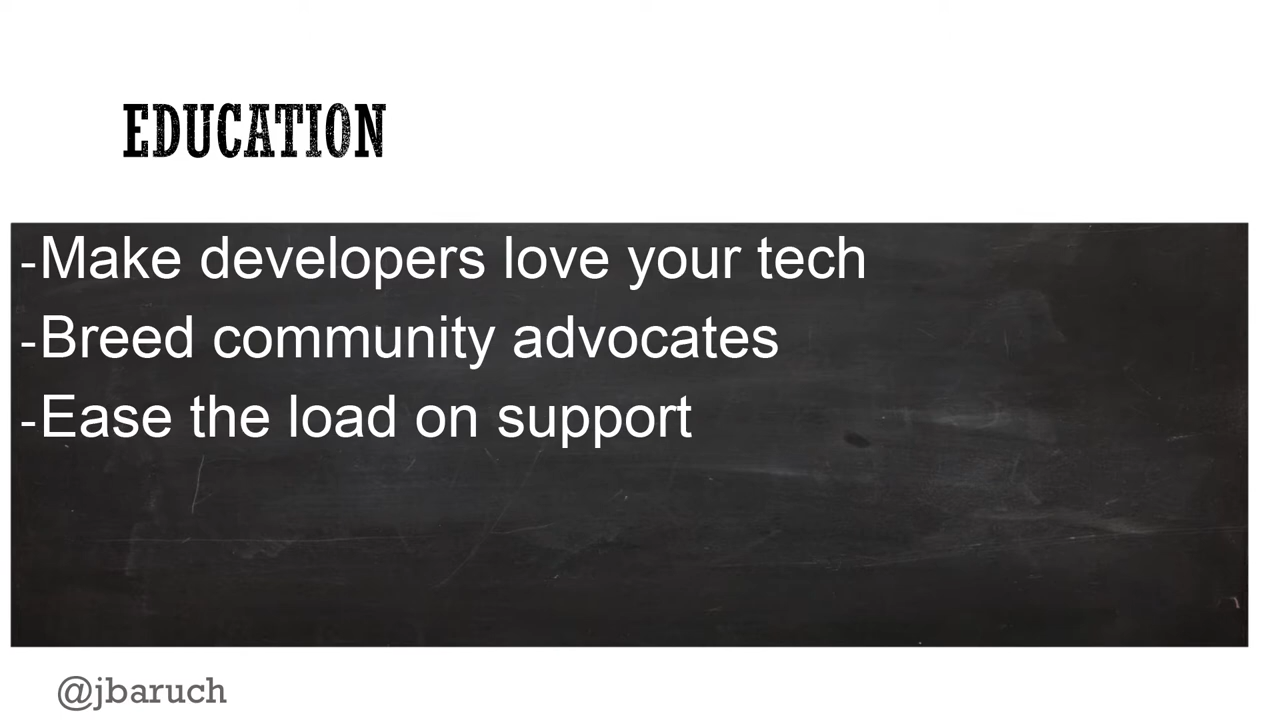 EDUCATION
-Make developers love your tech
-Breed community advocates
-Ease the load on support
@jbaruch